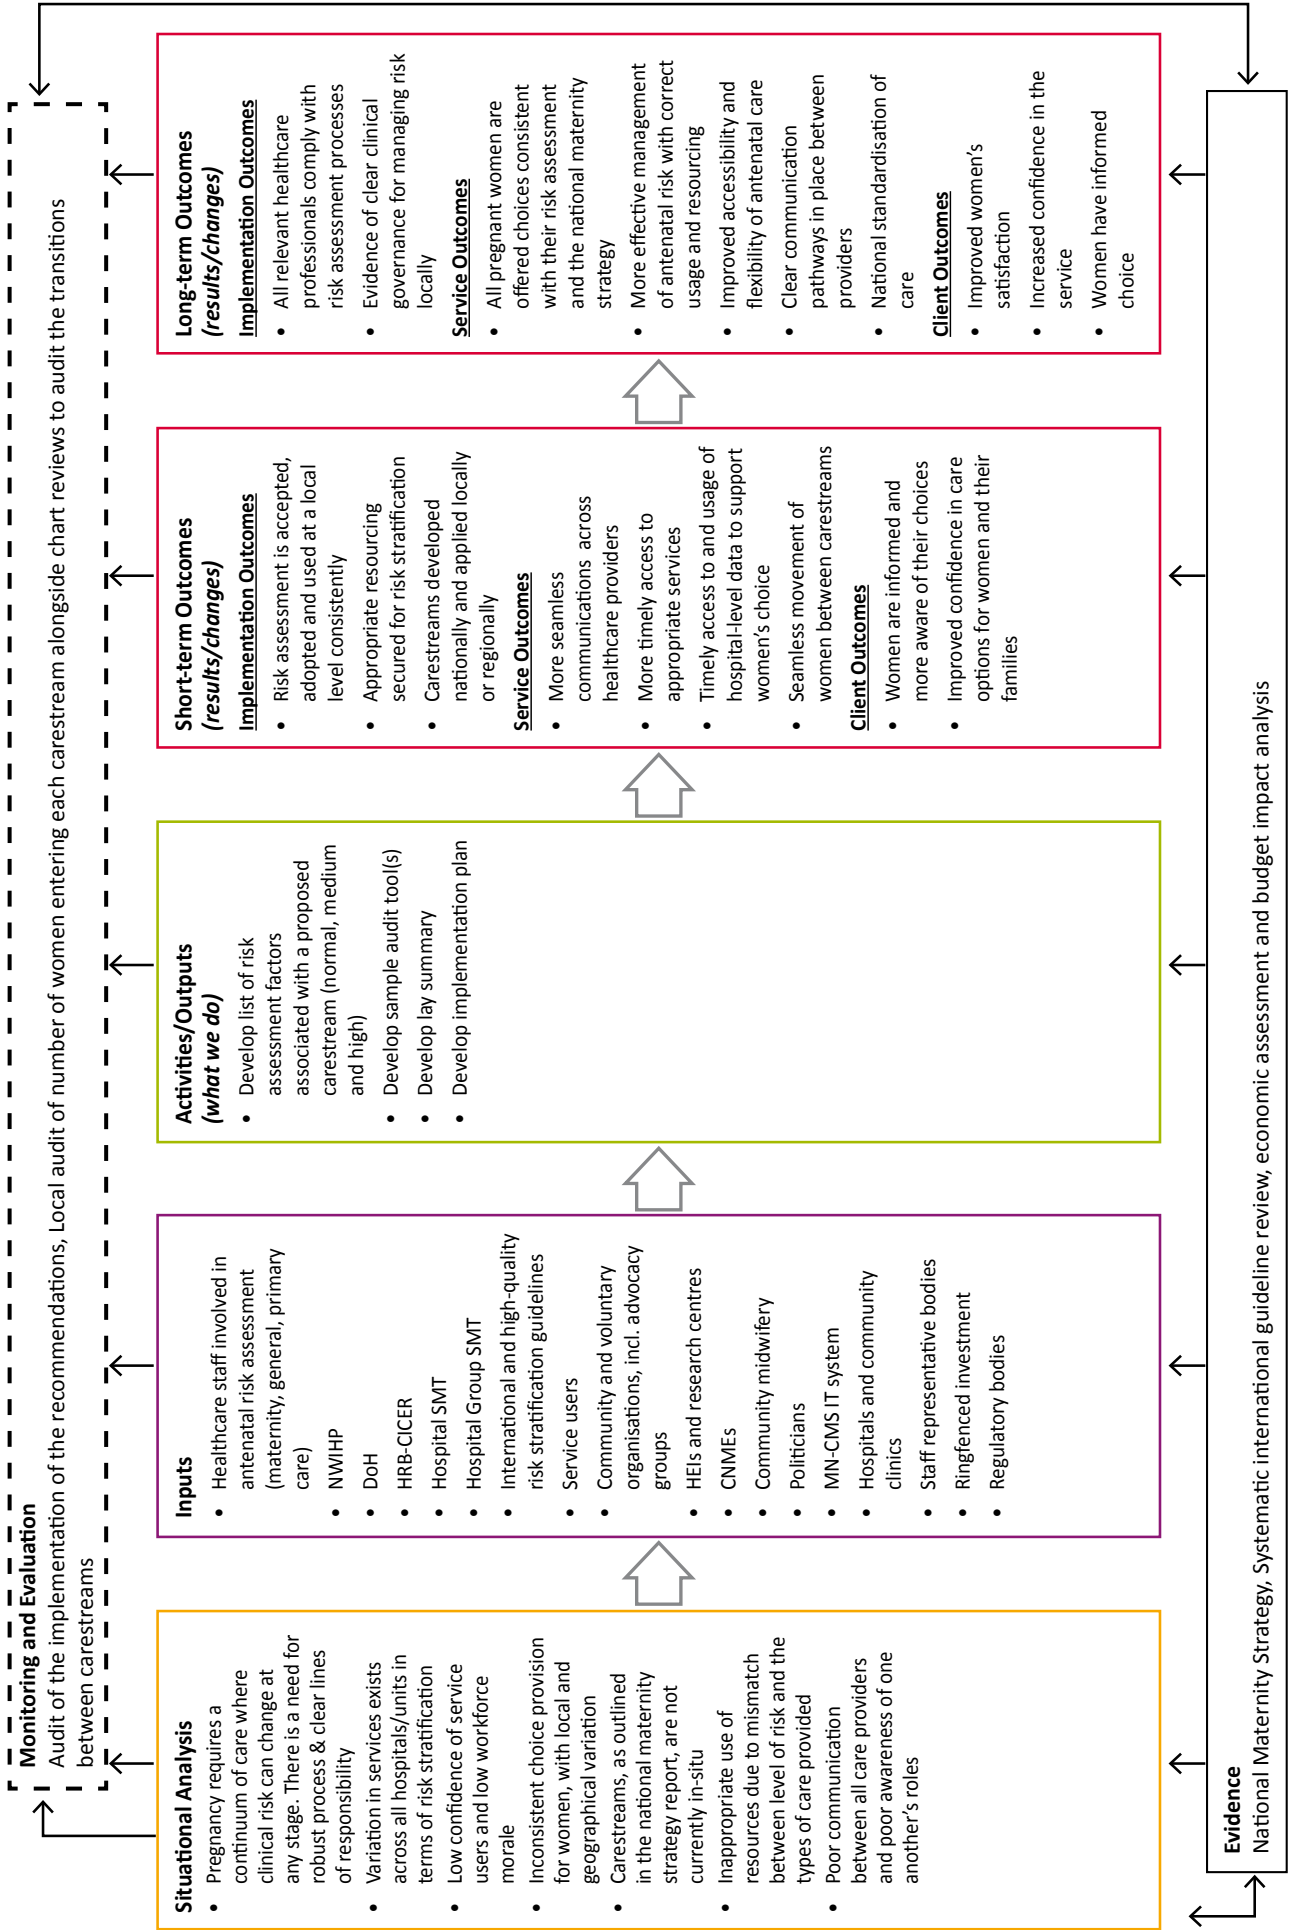 Monitoring and Evaluation
Audit of the implementation of the recommendations, Local audit of number of women entering each carestream alongside chart reviews to audit the transitions
between carestreams
Situational Analysis
• Pregnancy requires a
continuum of care where
clinical risk can change at
any stage. There is a need for
robust process & clear lines
of responsibility
• Variation in services exists
across all hospitals/units in
terms of risk stratification
• Low confidence of service
users and low workforce
morale
• Inconsistent choice provision
for women, with local and
geographical variation
• Carestreams, as outlined
in the national maternity
strategy report, are not
currently in-situ
• Inappropriate use of
resources due to mismatch
between level of risk and the
types of care provided
• Poor communication
between all care providers
and poor awareness of one
another's roles
Inputs
• Healthcare staff involved in
antenatal risk assessment
(maternity, general, primary
care)
• NWIHP
• DoH
• HRB-CICER
• Hospital SMT
• Hospital Group SMT
• International and high-quality
risk stratification guidelines
• Service users
• Community and voluntary
organisations, incl. advocacy
groups
• HEIs and research centres
• CNMEs
• Community midwifery
• Politicians
• MN-CMS IT system
• Hospitals and community
clinics
• Staff representative bodies
• Ringfenced investment
• Regulatory bodies
Activities/Outputs
(what we do)
• Develop list of risk
assessment factors
associated with a proposed
carestream (normal, medium
and high)
• Develop sample audit tool(s)
• Develop lay summary
• Develop implementation plan
Short-term Outcomes
(results/changes)
Implementation Outcomes
• Risk assessment is accepted,
adopted and used at a local
level consistently
• Appropriate resourcing
secured for risk stratification
• Carestreams developed
nationally and applied locally
or regionally
Service Outcomes
• More seamless
communications across
healthcare providers
• More timely access to
appropriate services
• Timely access to and usage of
hospital-level data to support
women's choice
• Seamless movement of
women between carestreams
Client Outcomes
• Women are informed and
more aware of their choices
• Improved confidence in care
options for women and their
families
Long-term Outcomes
(results/changes)
Implementation Outcomes
• All relevant healthcare
professionals comply with
risk assessment processes
• Evidence of clear clinical
governance for managing risk
locally
Service Outcomes
• All pregnant women are
offered choices consistent
with their risk assessment
and the national maternity
strategy
• More effective management
of antenatal risk with correct
usage and resourcing
• Improved accessibility and
flexibility of antenatal care
• Clear communication
pathways in place between
providers
• National standardisation of
care
Client Outcomes
• Improved women's
satisfaction
• Increased confidence in the
service
• Women have informed
choice
Evidence
National Maternity Strategy, Systematic international guideline review, economic assessment and budget impact analysis